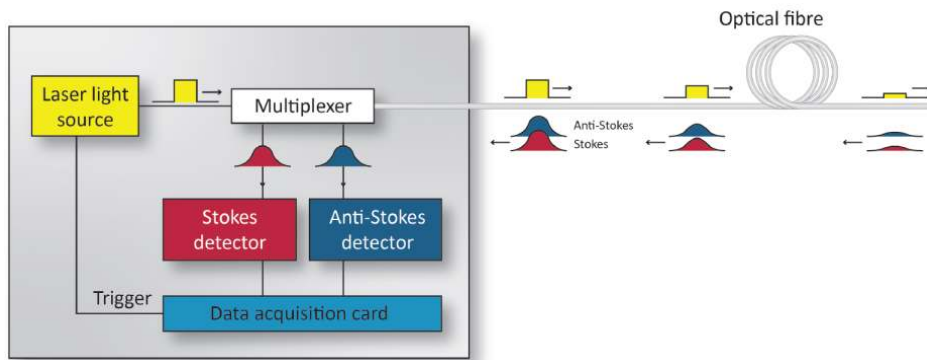 Optical fibre
Laser light
source
Multiplexer
Anti-Stokes
Stokes
Stokes
detector
Anti-Stokes
detector
Trigger
Data acquisition card